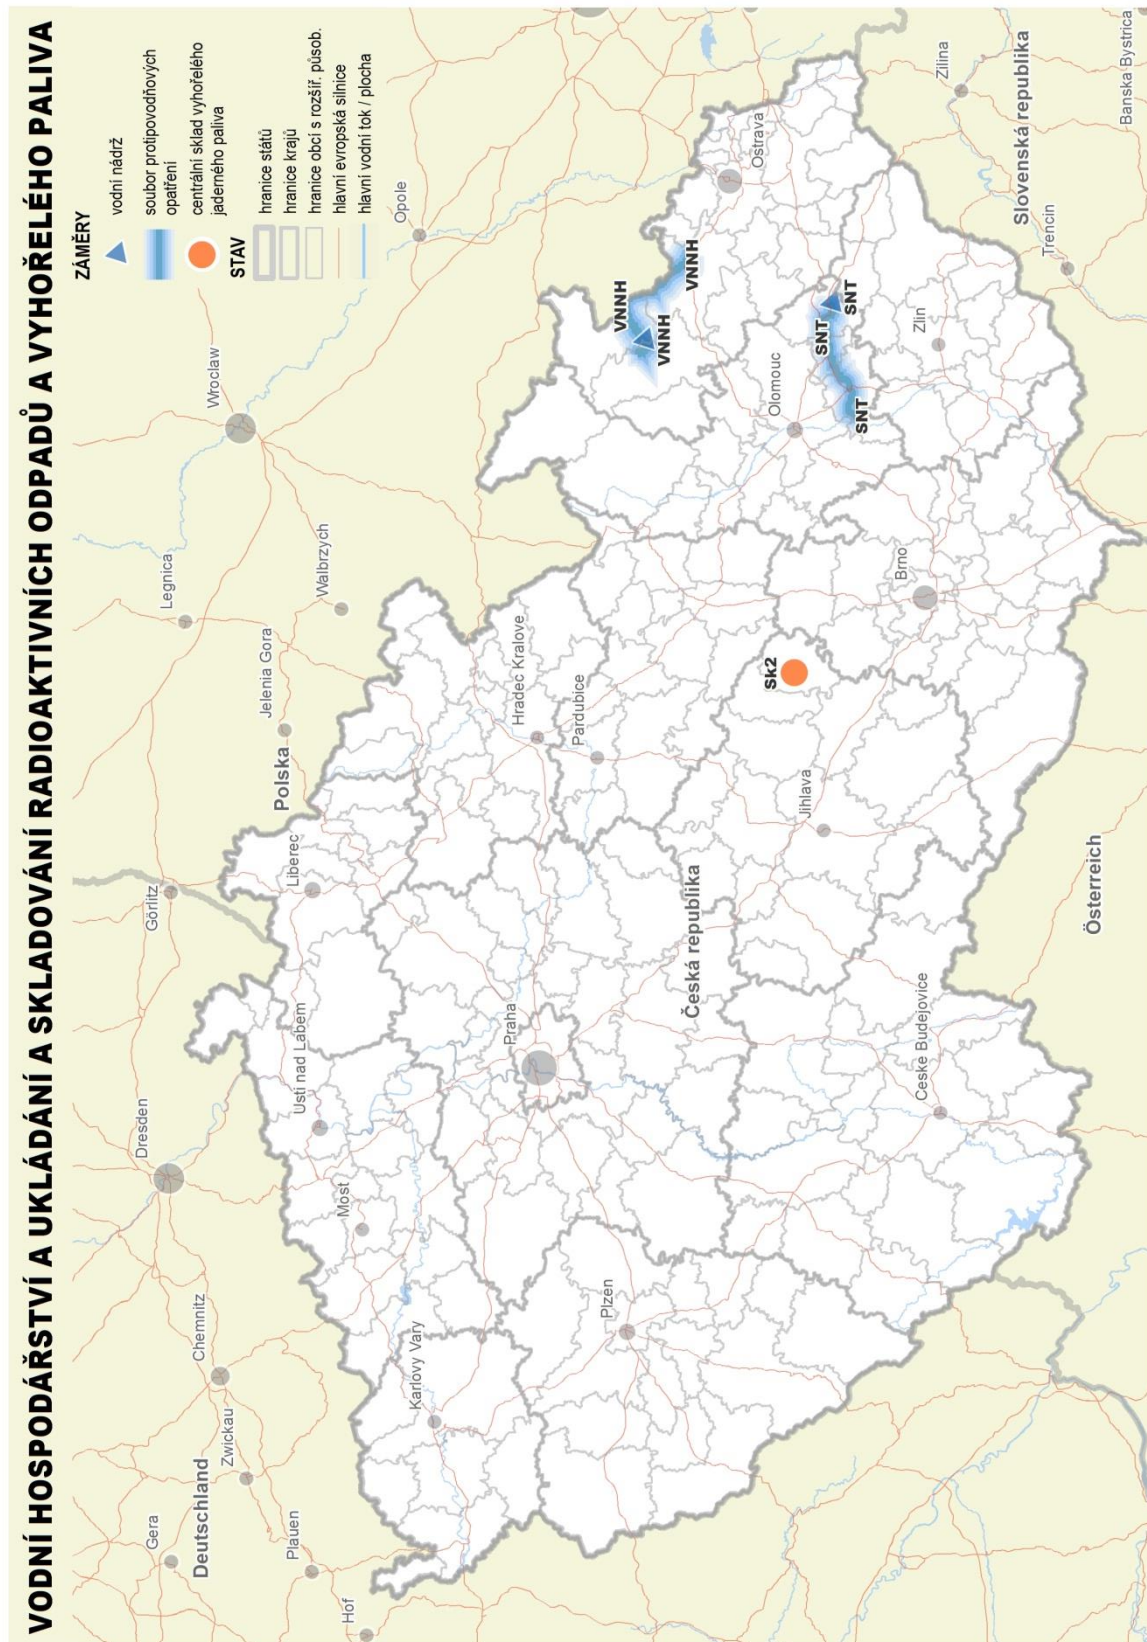 VODNÍ HOSPODÁŘSTVÍ A UKLÁDÁNÍ A SKLADOVÁNÍ RADIOAKTIVNÍCH ODPADŮ A VYHOŘELÉHO PALIVA
ZÁMĚRY
vodní nádrž
soubor protipovodňových
opatření
centrální sklad vyhořelého
jaderného paliva
STAV
hranice států
hranice krajů
hranice obcí s rozšíř. působ.
hlavní evropská silnice
hlavní vodní tok / plocha
Gera
Deutschland
Zwickau
Chemnitz
Plauen
Hof
Dresden
Görlitz
Legnica
Jelenia Gora
Polska
Walbrzych
Wroclaw
Opole
Karlovy Vary
Most
Usti nad Labem
Liberec
Praha
Plzen
Hradec Kralove
Pardubice
Česká republika
VNNH
VNNH
VNNH
Ostrava
Olomouc
SNT
SNT
SNT
Sk2
Jihlava
Brno
Zlin
Ceske Budejovice
Zilina
Slovenská republika
Trencin
Banska Bystrica
Österreich